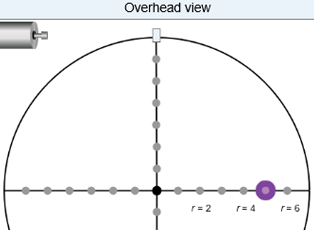 Overhead view
r = 2 r = 4 r = 6